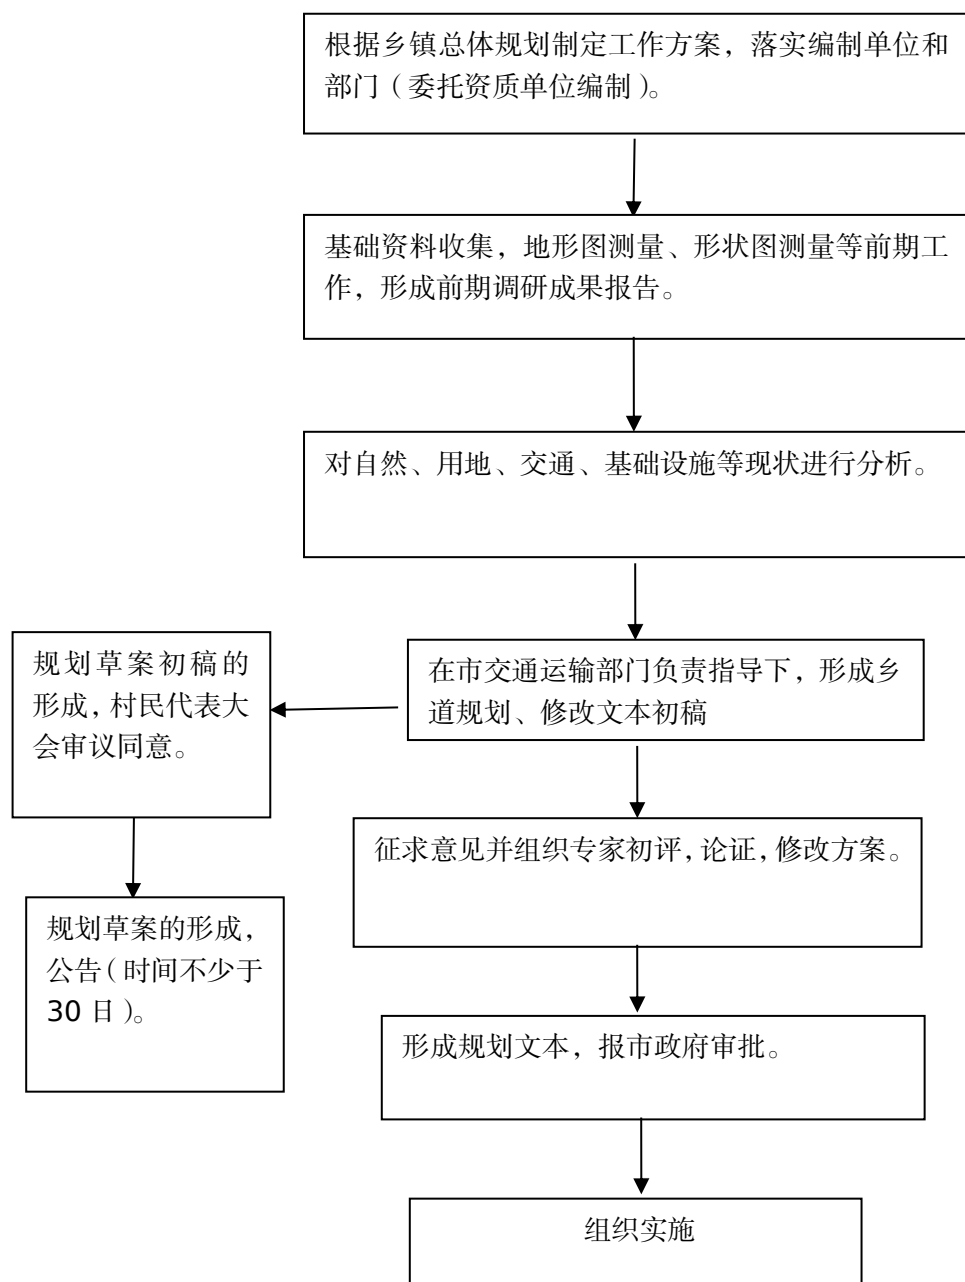 根据乡镇总体规划制定工作方案，落实编制单位和
部门（委托资质单位编制）。
基础资料收集，地形图测量、形状图测量等前期工
作，形成前期调研成果报告。
对自然、用地、交通、基础设施等现状进行分析。
在市交通运输部门负责指导下，形成乡
道规划、修改文本初稿
规划草案初稿的
形成，村民代表大
会审议同意。
征求意见并组织专家初评，论证，修改方案。
规划草案的形成，
公告（时间不少于
30 日）。
形成规划文本，报市政府审批。
组织实施